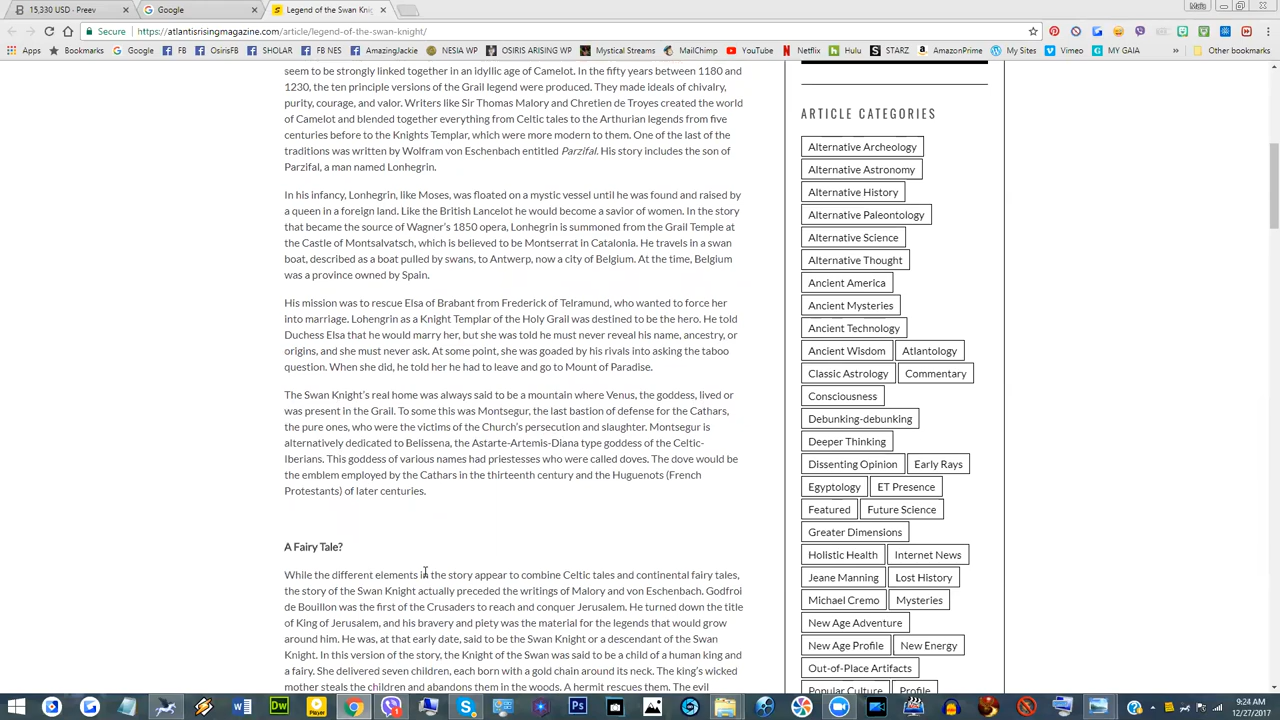 15,330 USD - Preev
Google
Legend of the Swan Knig
https://atlantisrisingmagazine.com/article/legend-of-the-swan-knight/
Apps Bookmarks Google FB OsirisFB SHOLAR FB NES AmazingJackie NESIA WP OSIRIS ARISING WP Mystical Streams MailChimp YouTube Netflix Hulu STARZ AmazonPrime My Sites Vimeo MY GAIA Other bookmarks
seem to be strongly linked together in an idyllic age of Camelot. In the fifty years between 1180 and
1230, the ten principle versions of the Grail legend were produced. They made ideals of chivalry,
purity, courage, and valor. Writers like Sir Thomas Malory and Chretien de Troyes created the world
of Camelot and blended together everything from Celtic tales to the Arthurian legends from five
centuries before to the Knights Templar, which were more modern to them. One of the last of the
traditions was written by Wolfram von Eschenbach entitled Parzifal. His story includes the son of
Parzifal, a man named Lonhegrin.
In his infancy, Lonhegrin, like Moses, was floated on a mystic vessel until he was found and raised by
a queen in a foreign land. Like the British Lancelot he would become a savior of women. In the story
that became the source of Wagner's 1850 opera, Lonhegrin is summoned from the Grail Temple at
the Castle of Montsalvatsch, which is believed to be Montserrat in Catalonia. He travels in a swan
boat, described as a boat pulled by swans, to Antwerp, now a city of Belgium. At the time, Belgium
was a province owned by Spain.
His mission was to rescue Elsa of Brabant from Frederick of Telramund, who wanted to force her
into marriage. Lohengrin as a Knight Templar of the Holy Grail was destined to be the hero. He told
Duchess Elsa that he would marry her, but she was told he must never reveal his name, ancestry, or
origins, and she must never ask. At some point, she was goaded by his rivals into asking the taboo
question. When she did, he told her he had to leave and go to Mount of Paradise.
The Swan Knight's real home was always said to be a mountain where Venus, the goddess, lived or
was present in the Grail. To some this was Montsegur, the last bastion of defense for the Cathars,
the pure ones, who were the victims of the Church's persecution and slaughter. Montsegur is
alternatively dedicated to Belissena, the Astarte-Artemis-Diana type goddess of the Celtic-
Iberians. This goddess of various names had priestesses who were called doves. The dove would be
the emblem employed by the Cathars in the thirteenth century and the Huguenots (French
Protestants) of later centuries.
A Fairy Tale?
While the different elements in the story appear to combine Celtic tales and continental fairy tales,
the story of the Swan Knight actually preceded the writings of Malory and von Eschenbach. Godfroi
de Bouillon was the first of the Crusaders to reach and conquer Jerusalem. He turned down the title
of King of Jerusalem, and his bravery and piety was the material for the legends that would grow
around him. He was, at that early date, said to be the Swan Knight or a descendant of the Swan
Knight. In this version of the story, the Knight of the Swan was said to be a child of a human king and
a fairy. She delivered seven children, each born with a gold chain around its neck. The king's wicked
mother steals the children and abandons them in the woods. A hermit rescues them. The evil
ARTICLE CATEGORIES
Alternative Archeology
Alternative Astronomy
Alternative History
Alternative Paleontology
Alternative Science
Alternative Thought
Ancient America
Ancient Mysteries
Ancient Technology
Ancient Wisdom Atlantology
Classic Astrology Commentary
Consciousness
Debunking-debunking
Deeper Thinking
Dissenting Opinion Early Rays
Egyptology ET Presence
Featured Future Science
Greater Dimensions
Holistic Health Internet News
Jeane Manning Lost History
Michael Cremo Mysteries
New Age Adventure
New Age Profile New Energy
Out-of-Place Artifacts
Popular Culture Profile
9:24 AM
12/27/2017